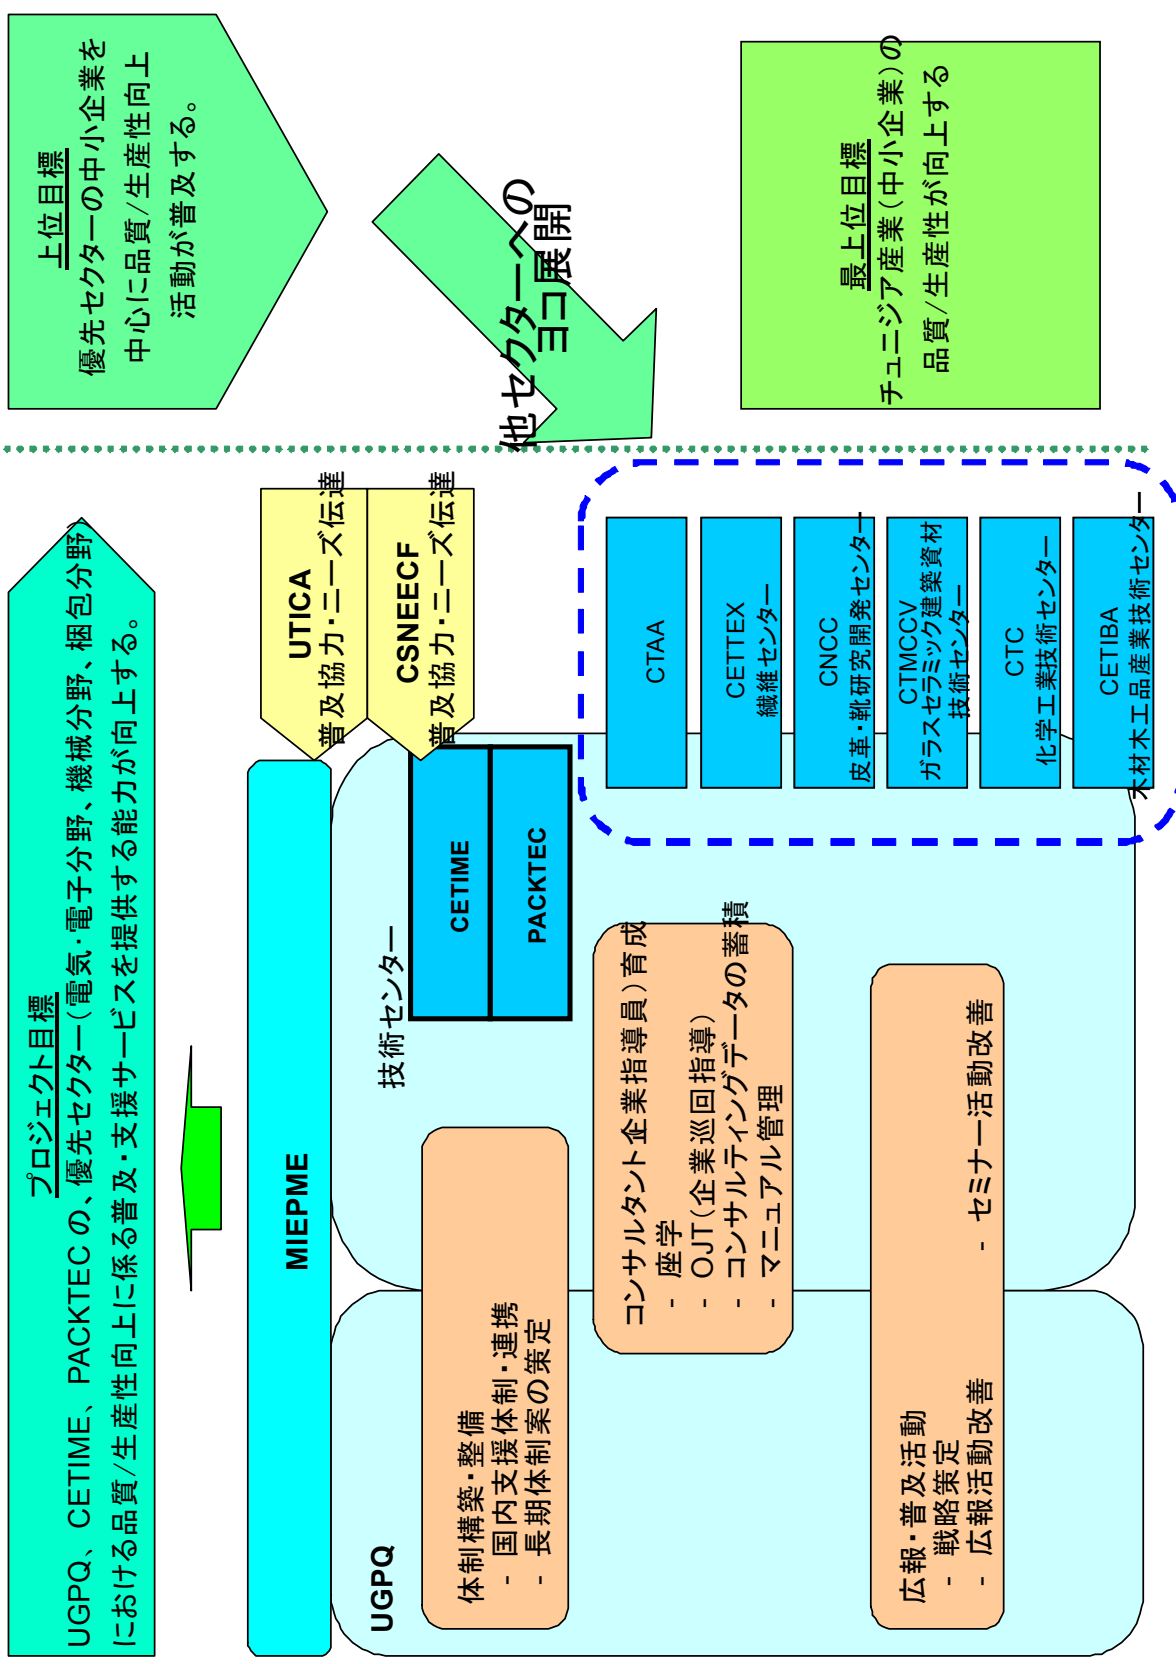 プロジェクト目標
UGPQ、CETIME、PACKTEC の、優先セクター(電気・電子分野、機械分野、梱包分野)
における品質/生産性向上に係る普及・支援サービスを提供する能力が向上する。
上位目標
優先セクターの中小企業を
中心に品質/生産性向上
活動が普及する。
MIEPME
UTICA
普及協力・ニーズ伝達
CSNEECF
普及協力・ニーズ伝達
他セクターへの
ヨコ展開
最上位目標
チュニジア産業(中小企業)の
品質/生産性が向上する
UGPQ
体制構築・整備
- 国内支援体制・連携
- 長期体制案の策定
技術センター
CETIME
PACKTEC
コンサルタント企業指導員)育成
- 座学
- OJT(企業巡回指導)
- コンサルティングデータの蓄積
- マニュアル管理
広報・普及活動
- 戦略策定
- 広報活動改善
- セミナー活動改善
CTAA
CETTEX
繊維センター
CNCC
皮革・靴研究開発センター
CTMCCV
ガラスセラミック建築資材
技術センター
CTC
化学工業技術センター
CETIBA
木材木工品産業技術センター